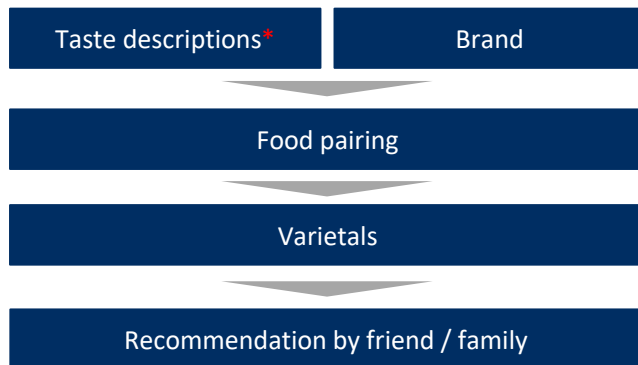 Taste descriptions*
Brand
Food pairing
Varietals
Recommendation by friend / family